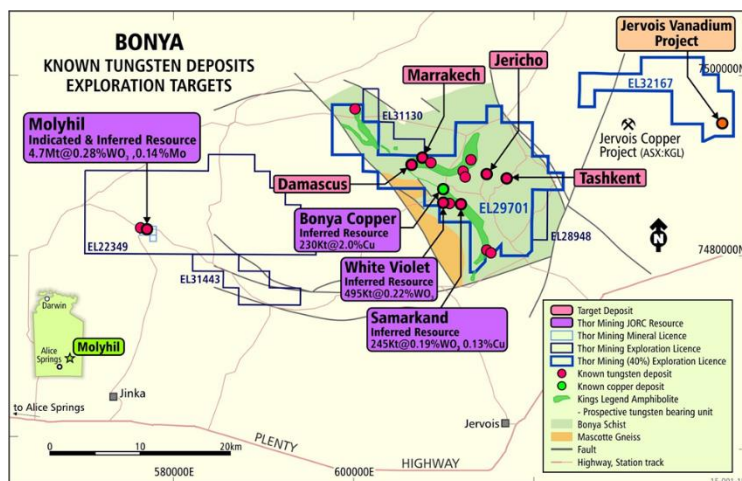 BONYA
KNOWN TUNGSTEN DEPOSITS
EXPLORATION TARGETS
Molyhil
Indicated & Inferred Resource
4.7Mt@0.28%WO3 ,0.14%Mo
Marrakech
Jericho
Jervois Vanadium
Project
7500000mN
EL32167
EL31130
Jervois Copper
Project (ASX:KGL)
Damascus
Tashkent
Bonya Copper
Inferred Resource
230Kt@2.0%Cu
EL29701
EL22349
White Violet
Inferred Resource
495Kt@0.22%WO3
EL28948
7480000mN
EL31443
Samarkand
Inferred Resource
245Kt@0.19%WO3 0.13%Cu
N
Darwin
Alice
Springs
Molyhil
Jinka
to Alice Springs
Jervois
PLENTY
HIGHWAY
0
10
20km
580000E
600000E
Target Deposit
Thor Mining JORC Resource
Thor Mining Mineral Licence
Thor Mining Exploration Licence
Thor Mining (40%) Exploration Licence
Known tungsten deposit
Known copper deposit
Kings Legend Amphibolite
- Prospective tungsten bearing unit
Bonya Schist
Mascotte Gneiss
Fault
Highway, Station track